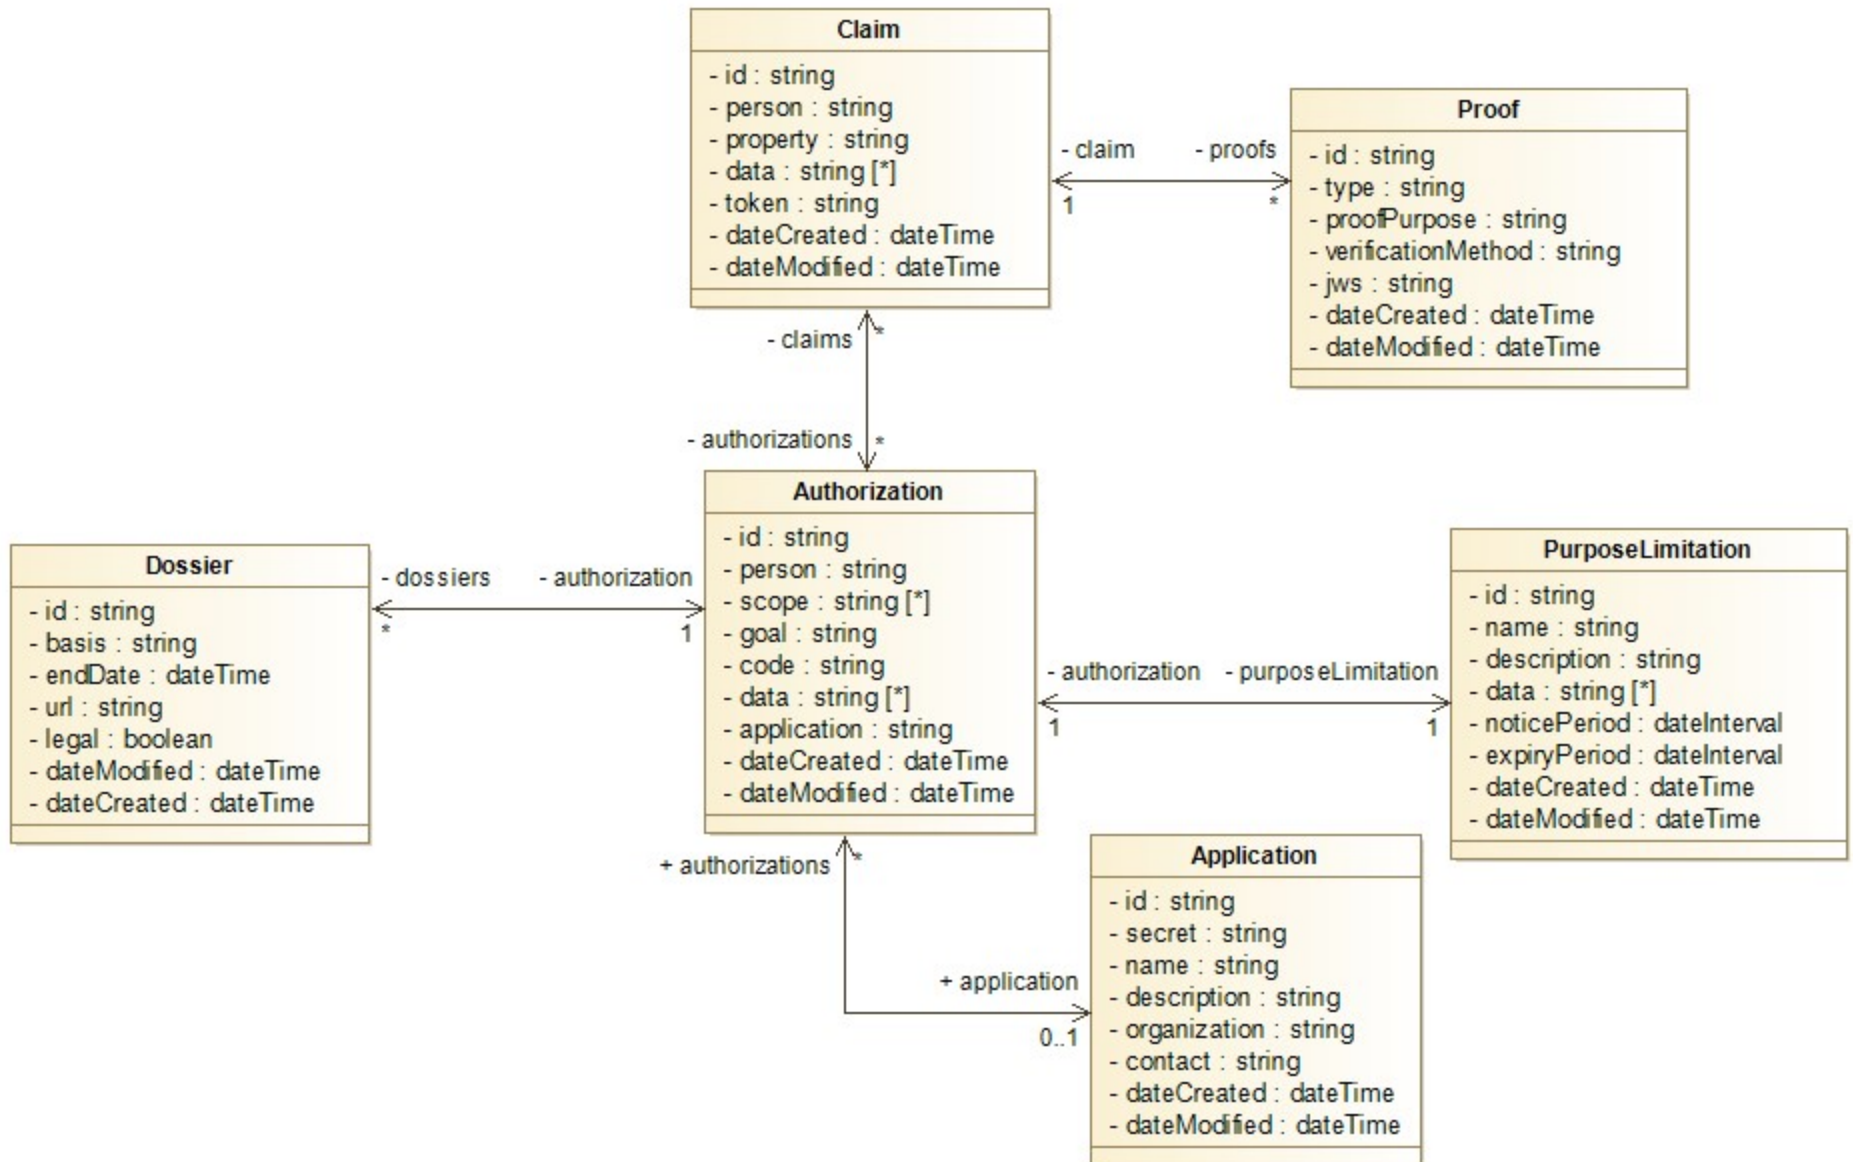 Claim
- id : string
- person : string
- property : string
- data : string [*]
- token : string
- dateCreated : dateTime
- dateModified : dateTime
Proof
- id : string
- type : string
- proofPurpose : string
- verificationMethod : string
- jws : string
- dateCreated : dateTime
- dateModified : dateTime
- claim
- proofs
1
*
- claims
*
- authorizations
*
Authorization
- id : string
- person : string
- scope : string [*]
- goal : string
- code : string
- data : string [*]
- application : string
- dateCreated : dateTime
- dateModified : dateTime
Dossier
- id : string
- basis : string
- endDate : dateTime
- url : string
- legal : boolean
- dateModified : dateTime
- dateCreated : dateTime
- dossiers
- authorization
*
1
PurposeLimitation
- id : string
- name : string
- description : string
- data : string [*]
- noticePeriod : dateInterval
- expiryPeriod : dateInterval
- dateCreated : dateTime
- dateModified : dateTime
- authorization
- purposeLimitation
1
1
+ authorizations
*
+ application
0..1
Application
- id : string
- secret : string
- name : string
- description : string
- organization : string
- contact : string
- dateCreated : dateTime
- dateModified : dateTime